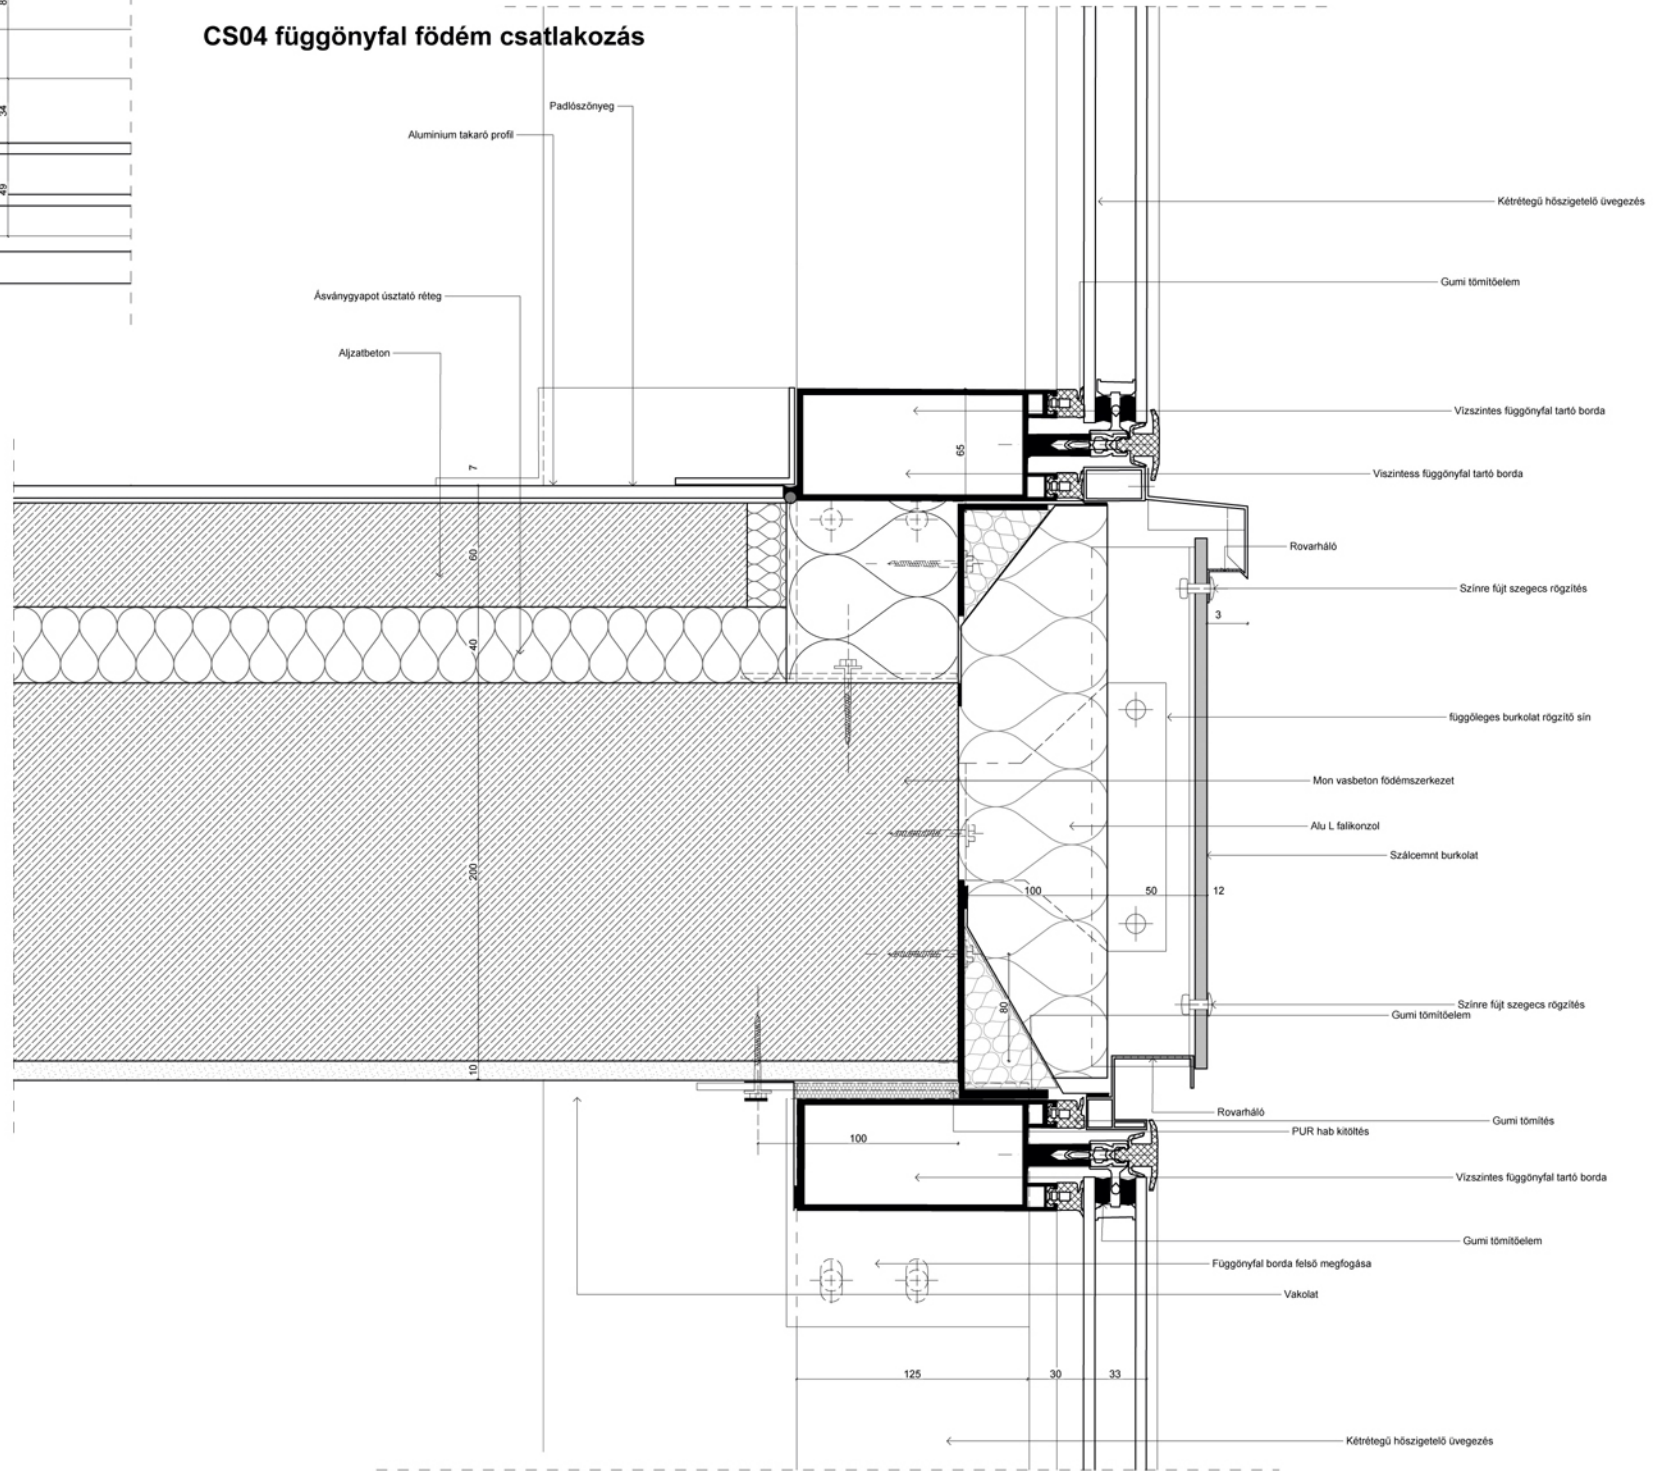 8
34
49
CS04 függönyfal födém csatlakozás
Padlószőnyeg
Aluminium takaró profil
Kétrétegű hőszigetelő üvegezés
Gumi tömítőelem
Ásványgyapot úsztató réteg
Aljzatbeton
Vízszintes függönyfal tartó borda
65
7
Viszintess függönyfal tartó borda
Rovarháló
60
Színre fújt szegecs rögzítés
3
40
függőleges burkolat rögzítő sín
Mon vasbeton födémszerkezet
Alu L falikonzol
Szálcemnt burkolat
200
100
50
12
80
Színre fújt szegecs rögzítés
Gumi tömítőelem
10
Rovarháló
Gumi tömítés
PUR hab kitöltés
100
Vízszintes függönyfal tartó borda
Gumi tömítőelem
Függönyfal borda felső megfogása
Vakolat
125
30
33
Kétrétegű hőszigetelő üvegezés